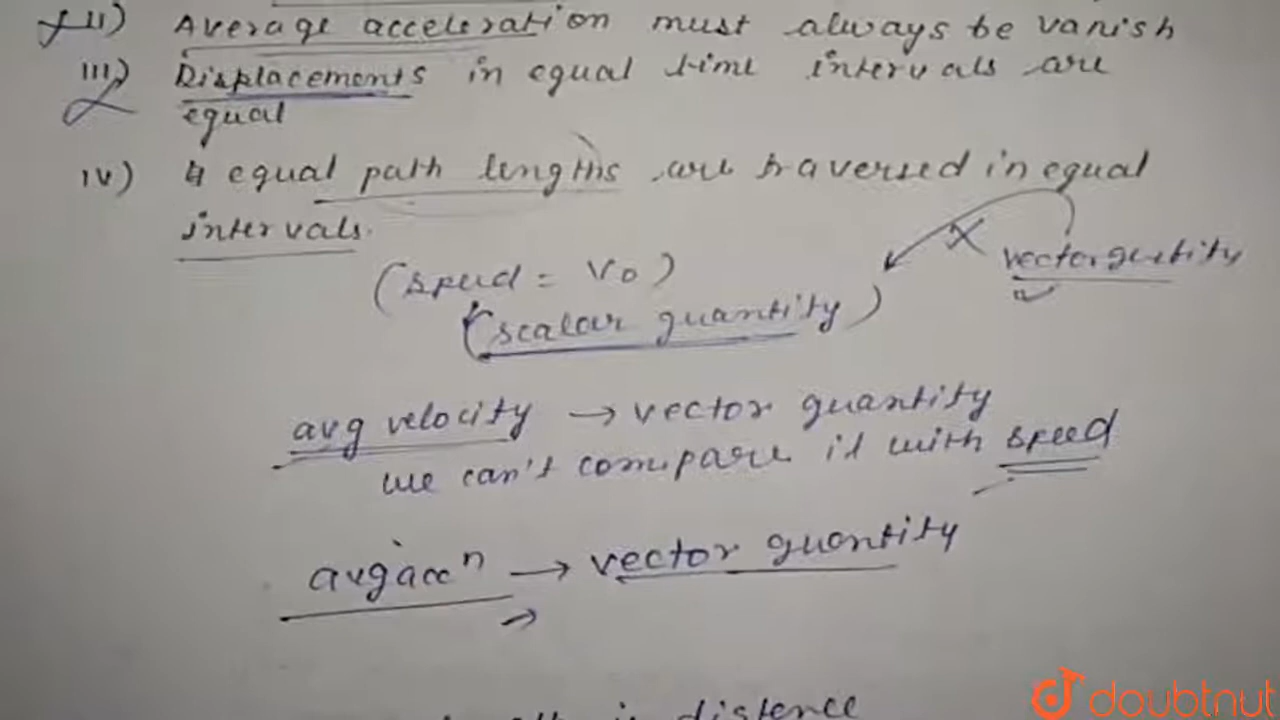 II) Average acceleration must always be vanish
III) Displacements in equal time intervals are
equal
IV) equal path lengths are traversed in equal
intervals.
(speed = V0)
vector quntity
(scalar quantity)
avg velocity → vector quantity
we can't compare it with speed
avg accⁿ → vector quantity
is distence
doubtnut